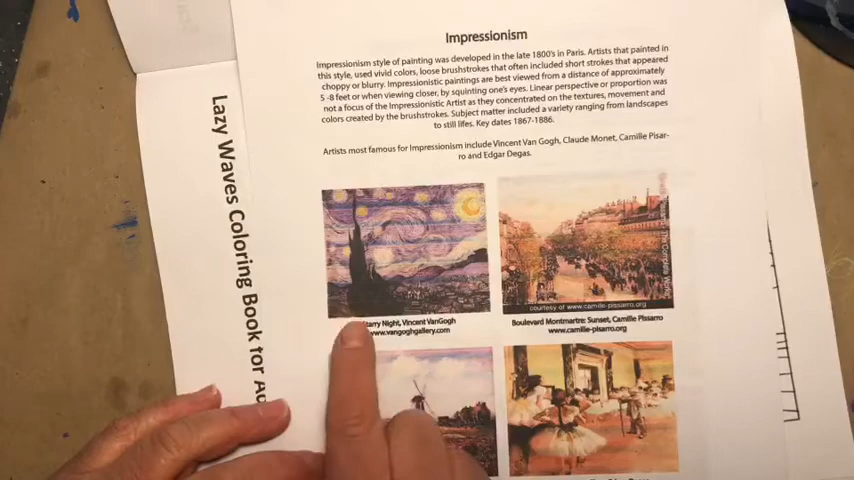 Impressionism
Impressionism style of painting was developed in the late 1800's in Paris. Artists that painted in
this style, used vivid colors, loose brushstrokes that often included short strokes that appeared
choppy or blurry. Impressionistic paintings are best viewed from a distance of approximately
5 -8 feet or when viewing closer, by squinting one's eyes. Linear perspective or proportion was
not a focus of the Impressionistic Artist as they concentrated on the textures, movement and
colors created by the brushstrokes. Subject matter included a variety ranging from landscapes
to still lifes. Key dates 1867-1886.
Artists most famous for Impressionism include Vincent Van Gogh, Claude Monet, Camille Pisar-
ro and Edgar Degas.
courtesy of www.camille-pissarro.org
Starry Night, Vincent VanGogh
www.vangoghgallery.com
Boulevard Montmartre: Sunset, Camille Pissarro
www.camille-pisarro.org
Lazy Waves Coloring Book for